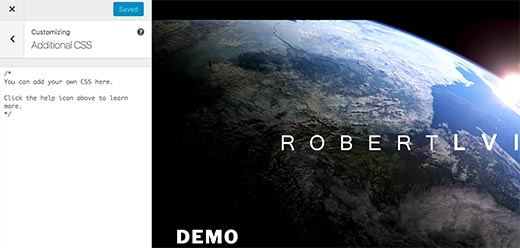 Saved
Customizing
Additional CSS
/*
You can add your own CSS here.
Click the help icon above to learn
more.
*/
ROBERTLVI
DEMO